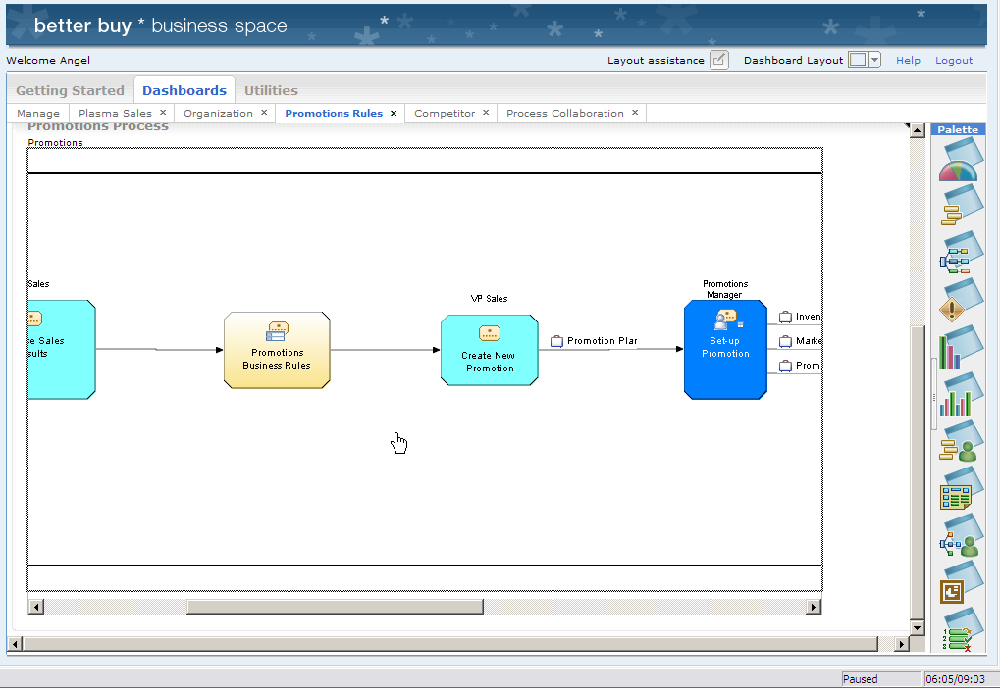 better buy * business space
Welcome Angel
Layout assistance
Dashboard Layout
Help
Logout
Getting Started
Dashboards
Utilities
Manage
Plasma Sales ×
Organization ×
Promotions Rules ×
Competitor ×
Process Collaboration ×
Promotions Process
Promotions
Palette
Sales
e Sales
sults
Promotions
Business Rules
VP Sales
Create New
Promotion
Promotion Plan
Promotions
Manager
Set-up
Promotion
Inven
Marke
Prom
Paused
06:05/09:03